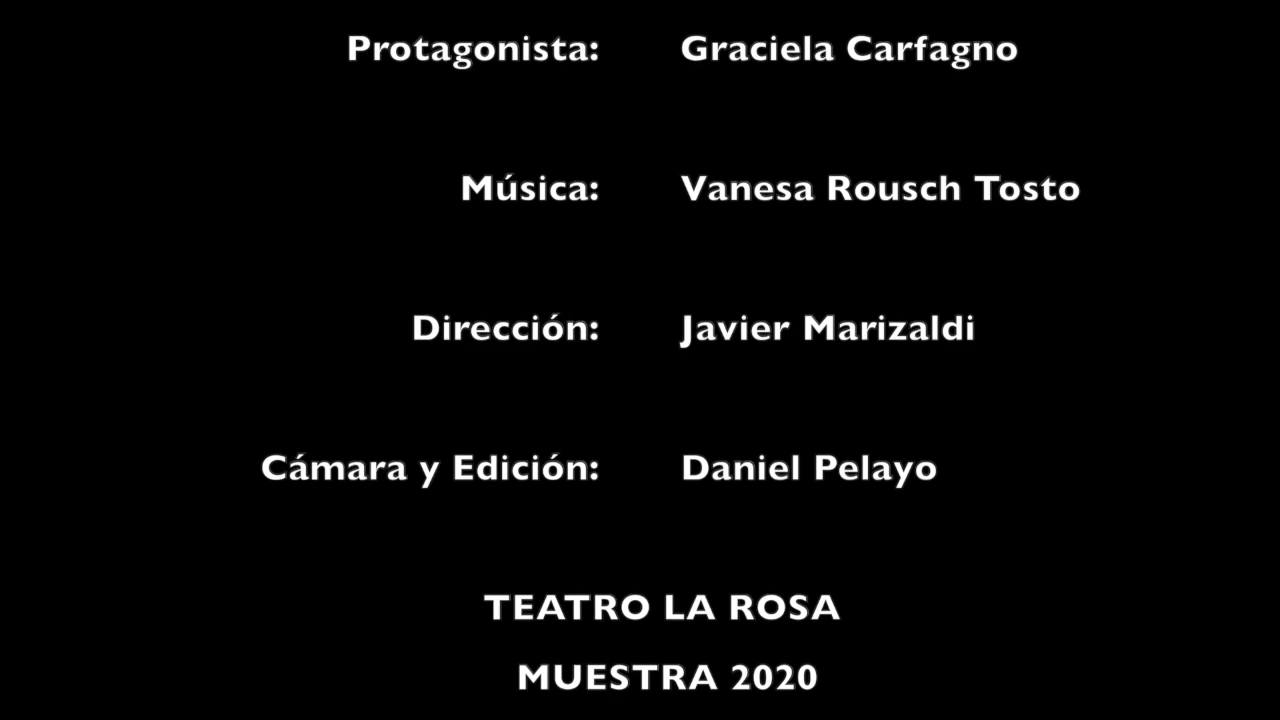 Protagonista: Graciela Carfagno
Música: Vanesa Rousch Tosto
Dirección: Javier Marizaldi
Cámara y Edición: Daniel Pelayo
TEATRO LA ROSA
MUESTRA 2020